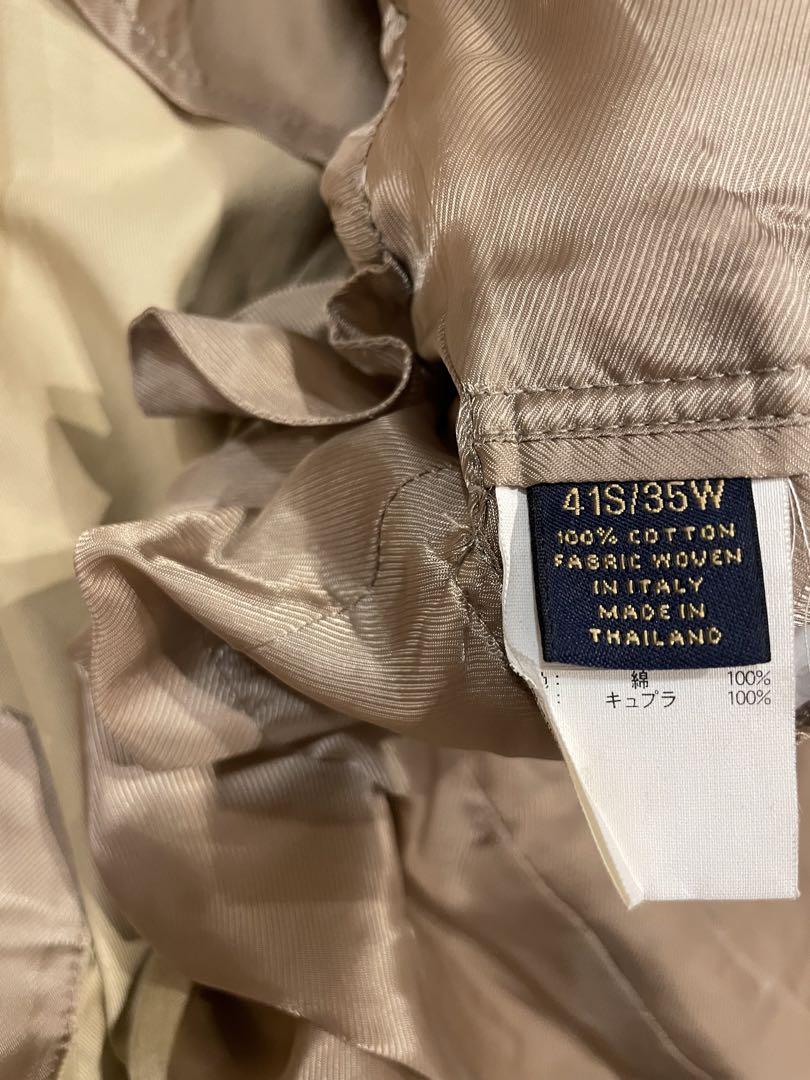 41S/35W
100% COTTON
FABRIC WOVEN
IN ITALY
MADE IN
THAILAND
: 綿 100%
: キュプラ 100%